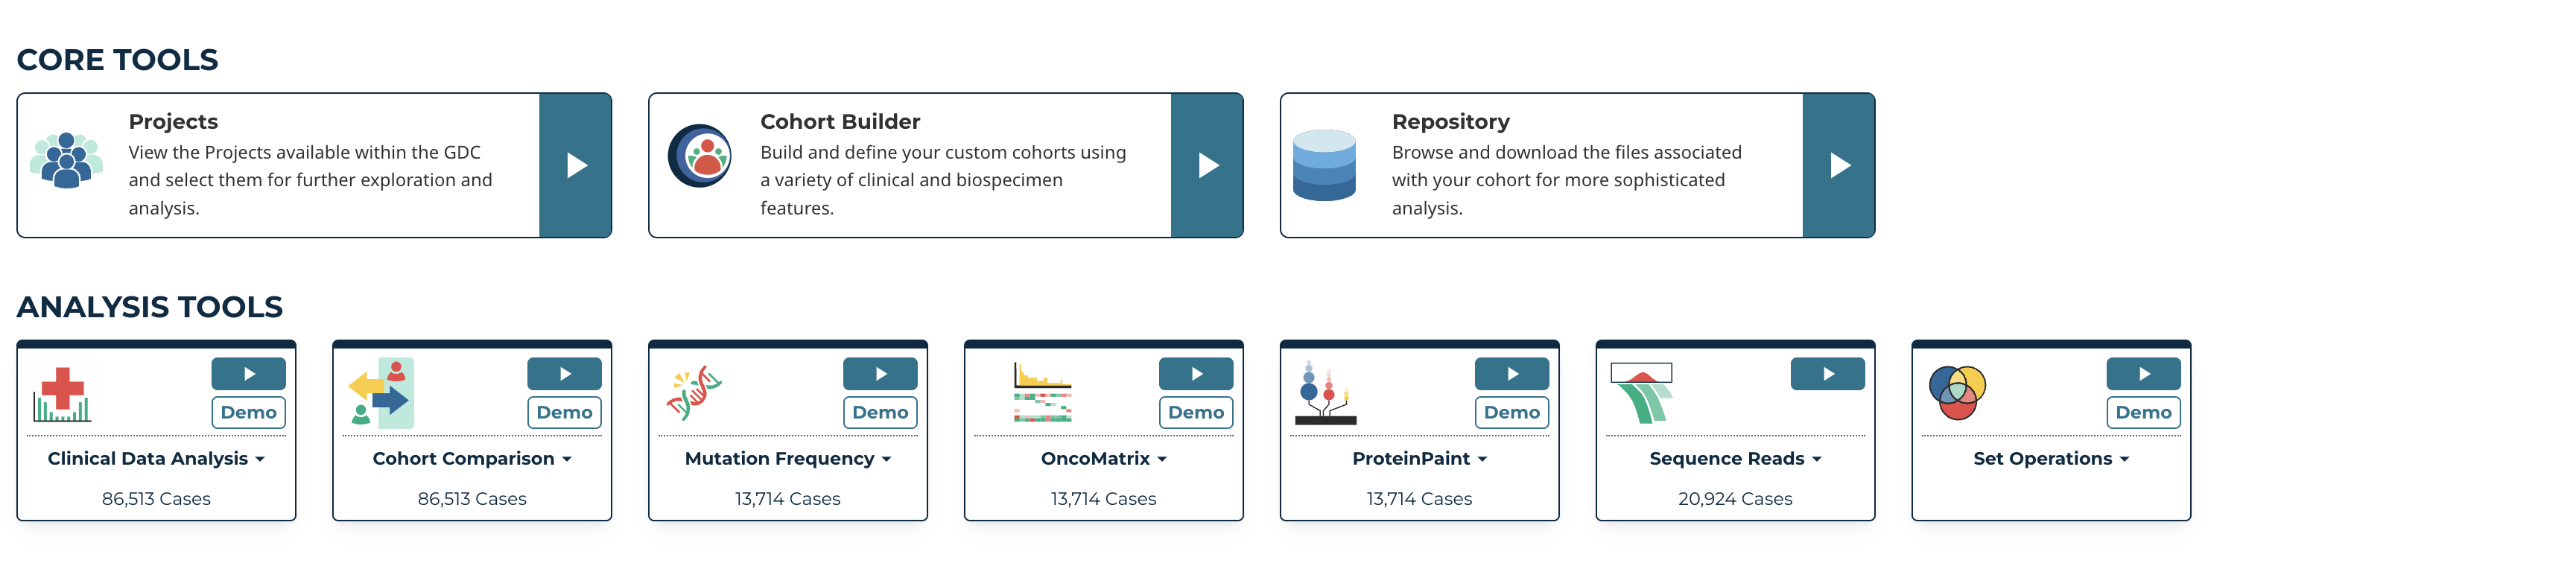 CORE TOOLS
Projects
View the Projects available within the GDC
and select them for further exploration and
analysis.
Cohort Builder
Build and define your custom cohorts using
a variety of clinical and biospecimen
features.
Repository
Browse and download the files associated
with your cohort for more sophisticated
analysis.
ANALYSIS TOOLS
Demo
Clinical Data Analysis
86,513 Cases
Demo
Cohort Comparison
86,513 Cases
Demo
Mutation Frequency
13,714 Cases
Demo
OncoMatrix
13,714 Cases
Demo
ProteinPaint
13,714 Cases
Sequence Reads
20,924 Cases
Demo
Set Operations